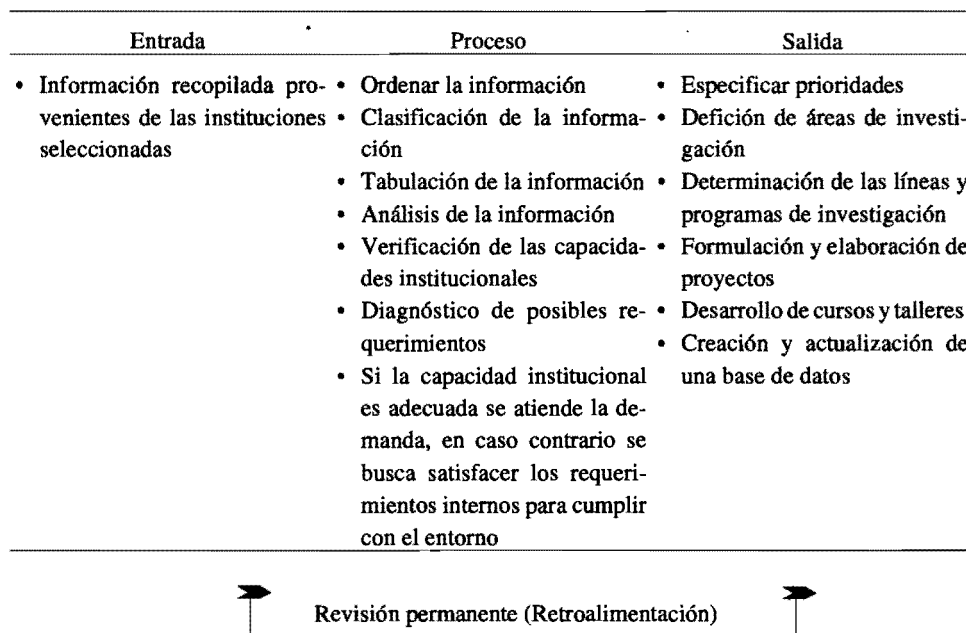 Entrada
Proceso
Salida
• Información recopilada pro-
venientes de las instituciones
seleccionadas
• Ordenar la información
• Clasificación de la informa-
ción
• Tabulación de la información
• Análisis de la información
• Verificación de las capacida-
des institucionales
• Diagnóstico de posibles re-
querimientos
• Si la capacidad institucional
es adecuada se atiende la de-
manda, en caso contrario se
busca satisfacer los requeri-
mientos internos para cumplir
con el entorno
• Especificar prioridades
• Defición de áreas de investi-
gación
• Determinación de las líneas y
programas de investigación
• Formulación y elaboración de
proyectos
• Desarrollo de cursos y talleres
• Creación y actualización de
una base de datos
Revisión permanente (Retroalimentación)